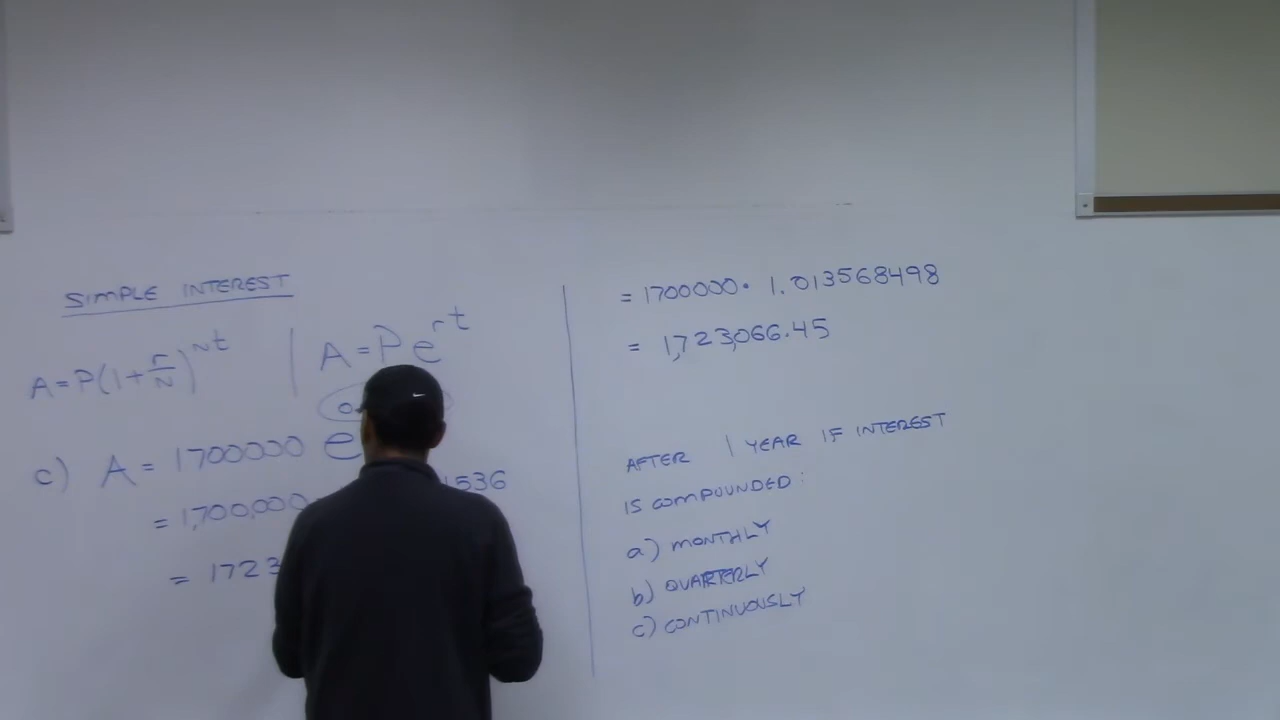 SIMPLE INTEREST
A=P(1+r/N)^Nt | A=Pe^rt
c) A = 1700000 e
= 1,700,000 1536
= 1723
= 1700000 · 1.013568498
= 1,723,066.45
AFTER 1 YEAR IF INTEREST
IS COMPOUNDED:
a) MONTHLY
b) QUARTERLY
c) CONTINUOUSLY